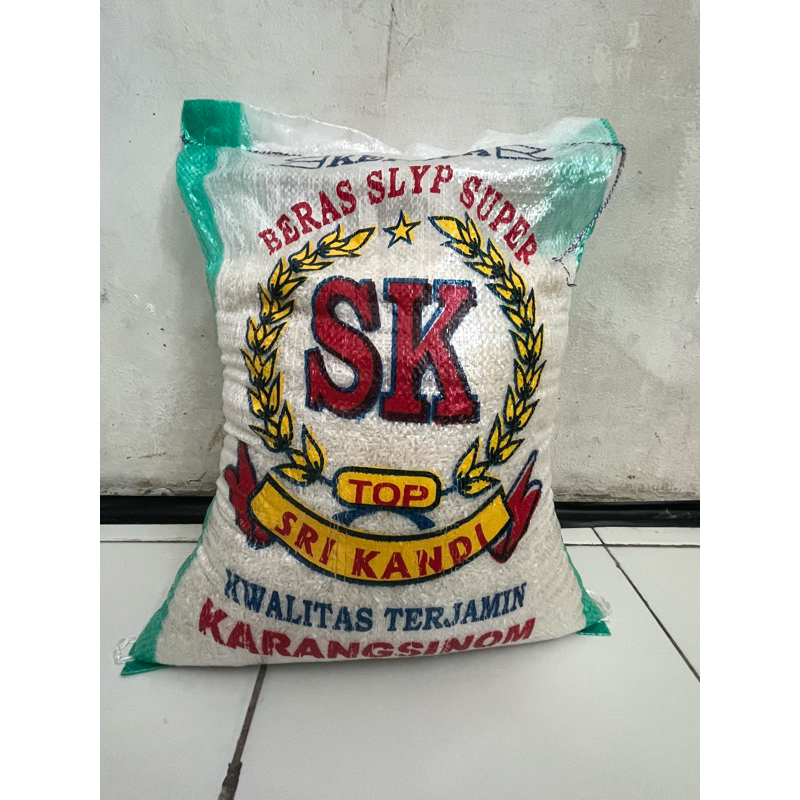 BERAS SLYP SUPER
SK
TOP
SRI KANDI
KWALITAS TERJAMIN
KARANGSINOM